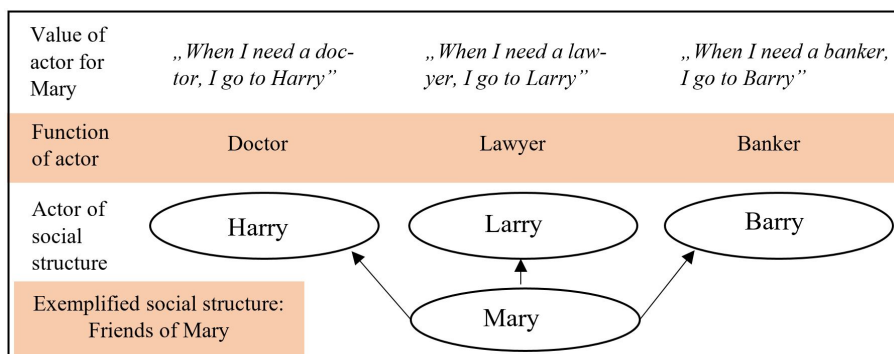 Value of
actor for
Mary
„When I need a doc-
tor, I go to Harry”
„When I need a law-
yer, I go to Larry”
„When I need a banker,
I go to Barry”
Function
of actor
Doctor
Lawyer
Banker
Actor of
social
structure
Harry
Larry
Barry
Exemplified social structure:
Friends of Mary
Mary